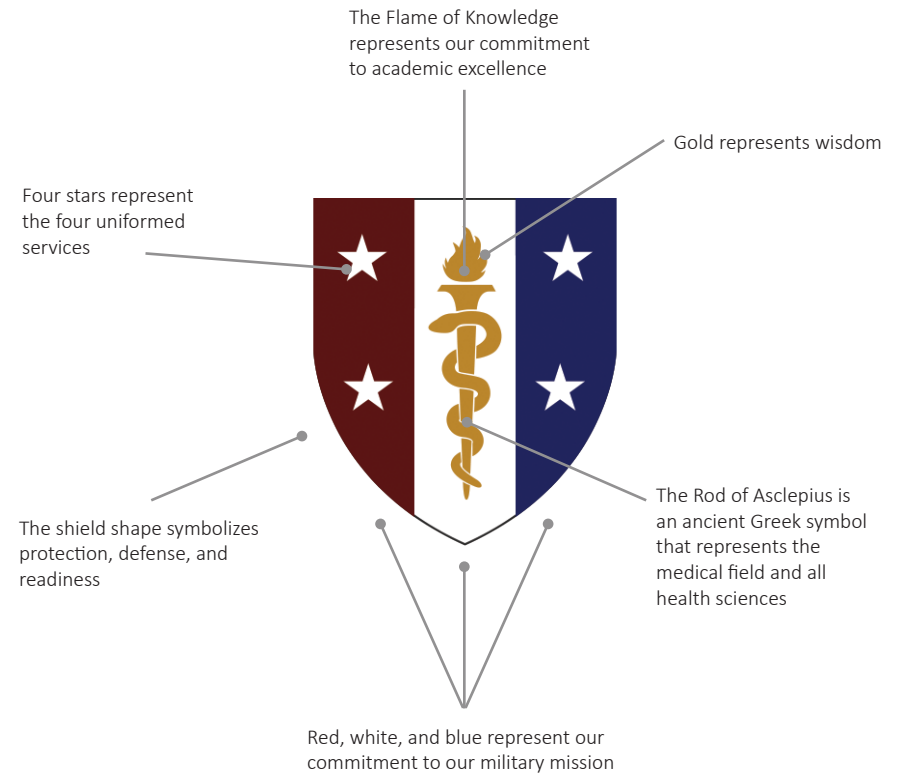 The Flame of Knowledge
represents our commitment
to academic excellence
Gold represents wisdom
Four stars represent
the four uniformed
services
The shield shape symbolizes
protection, defense, and
readiness
The Rod of Asclepius is
an ancient Greek symbol
that represents the
medical field and all
health sciences
Red, white, and blue represent our
commitment to our military mission